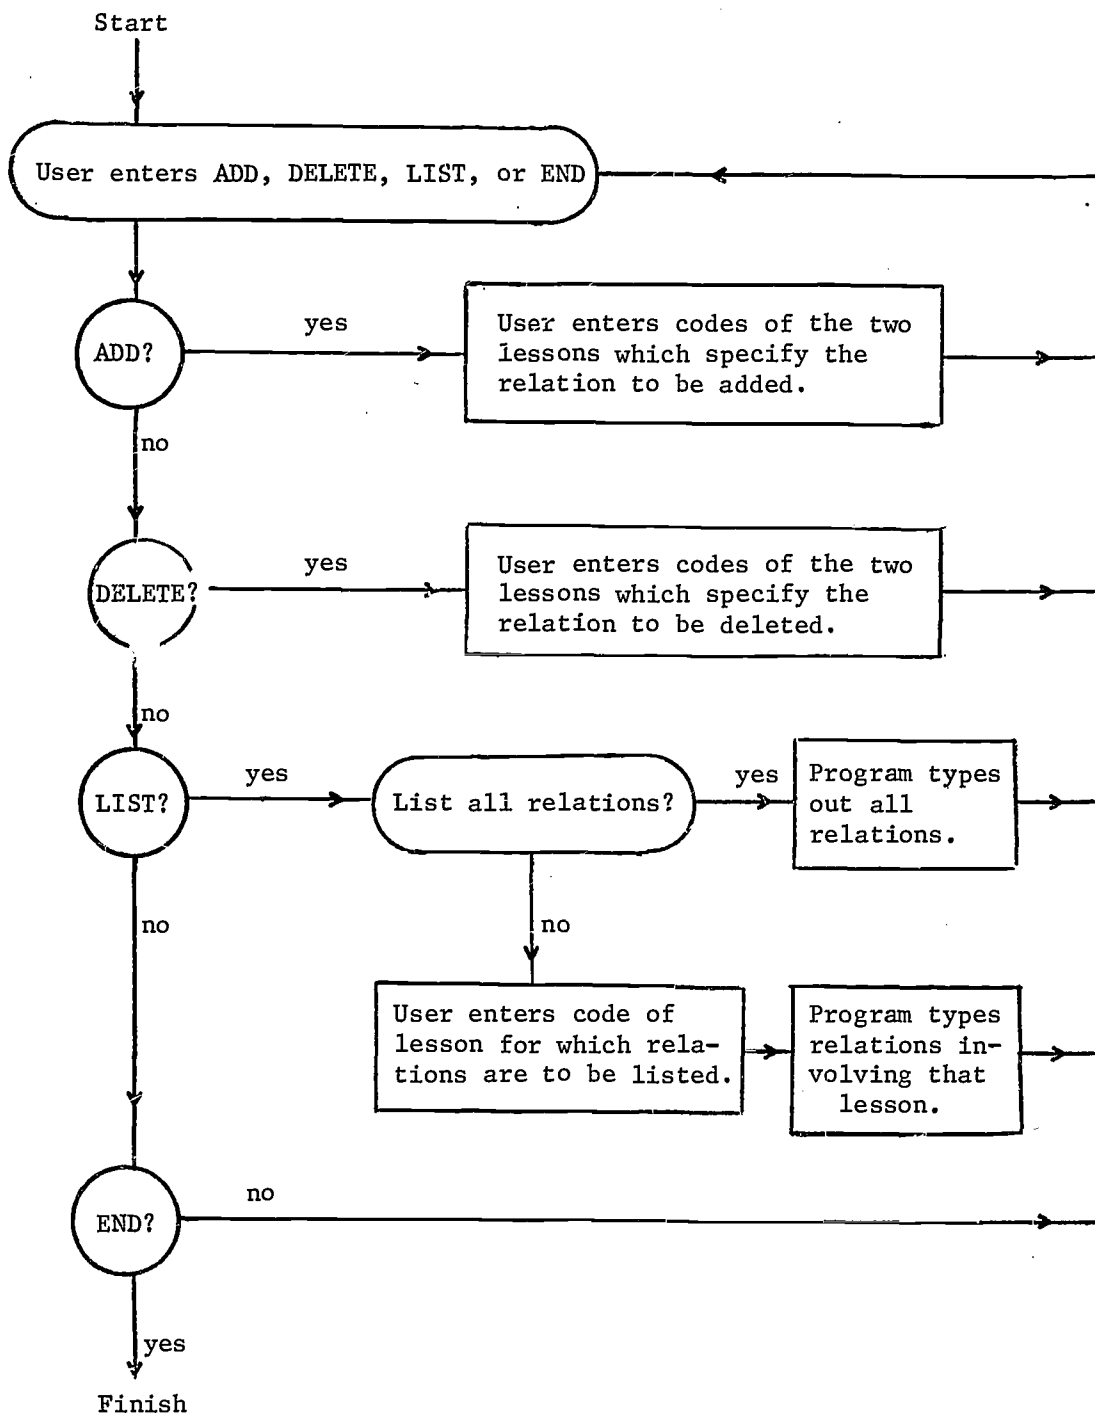 Start
User enters ADD, DELETE, LIST, or END
ADD?
yes
User enters codes of the two
lessons which specify the
relation to be added.
no
DELETE?
yes
User enters codes of the two
lessons which specify the
relation to be deleted.
no
LIST?
yes
List all relations?
yes
Program types
out all
relations.
no
no
User enters code of
lesson for which rela-
tions are to be listed.
Program types
relations in-
volving that
lesson.
END?
no
yes
Finish